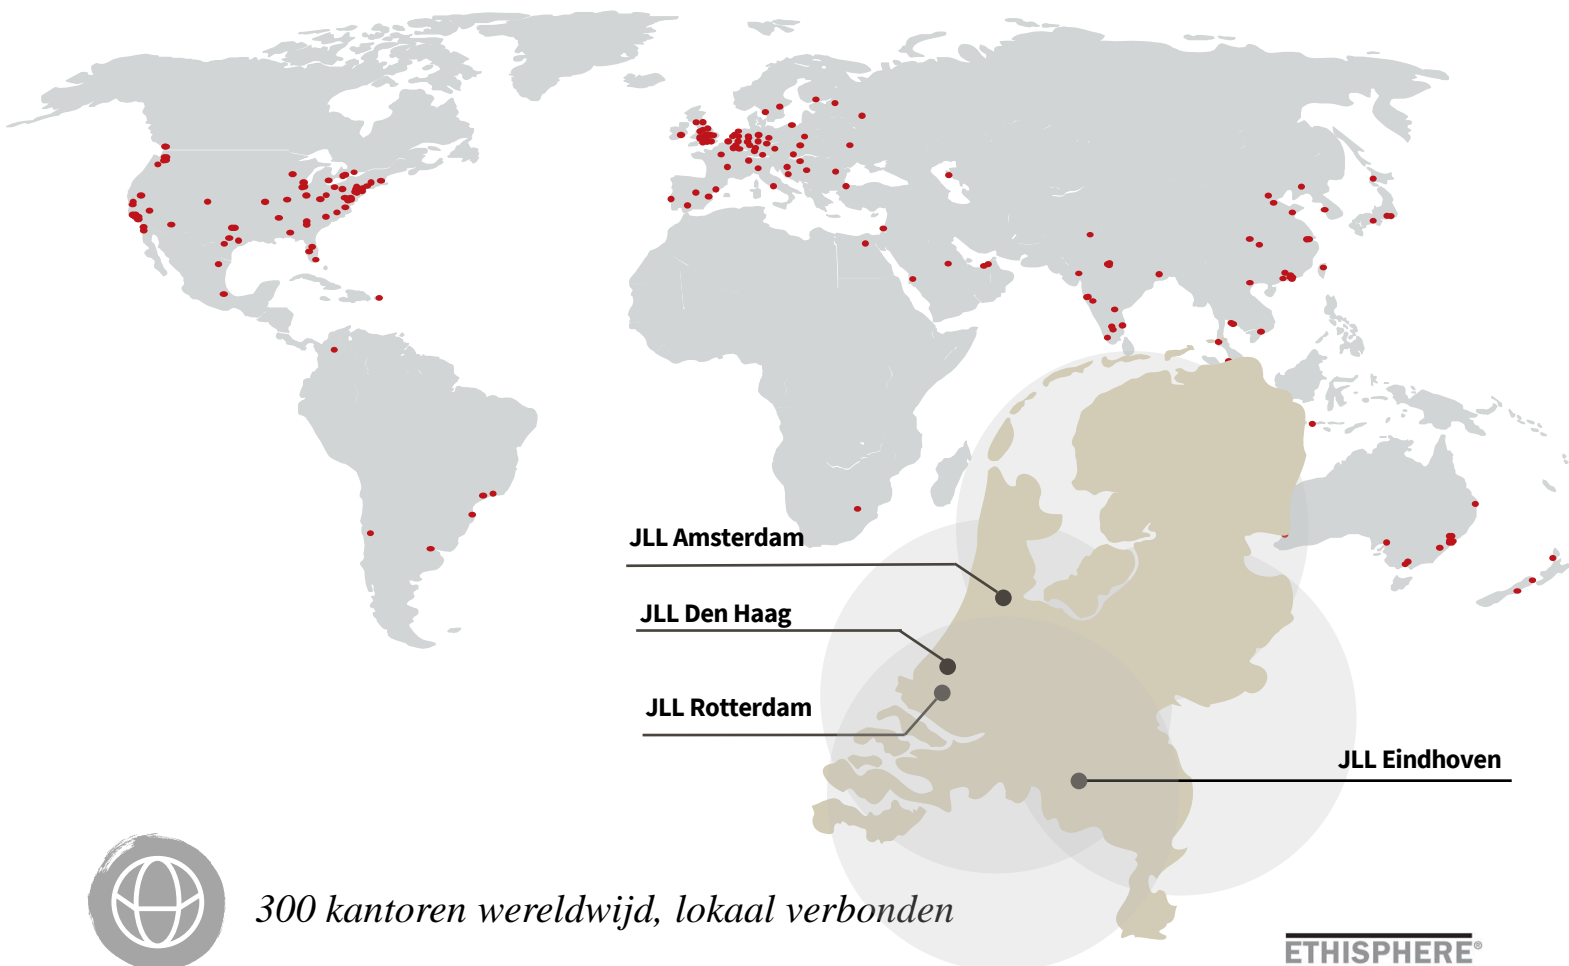 JLL Amsterdam
JLL Den Haag
JLL Rotterdam
JLL Eindhoven
300 kantoren wereldwijd, lokaal verbonden
ETHISPHERE®